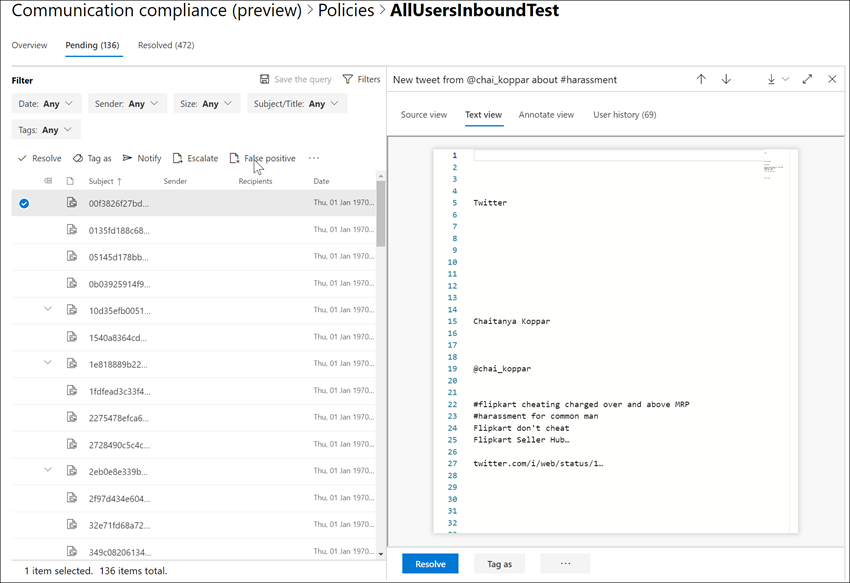 Communication compliance (preview) > Policies > AllUsersInboundTest
Overview Pending (136) Resolved (472)
Filter Save the query Filters
Date: Any Sender: Any Size: Any Subject/Title: Any
Tags: Any
Resolve Tag as Notify Escalate False positive ...
Subject ↑ Sender Recipients Date
00f3826f27bd... Thu, 01 Jan 1970...
0135fd188c68... Thu, 01 Jan 1970...
05145d178bb... Thu, 01 Jan 1970...
0b03925914f9... Thu, 01 Jan 1970...
10d35efb0051... Thu, 01 Jan 1970...
1540a8364cd... Thu, 01 Jan 1970...
1e818889b22... Thu, 01 Jan 1970...
1fdfead3c33f4... Thu, 01 Jan 1970...
2275478efca6... Thu, 01 Jan 1970...
2728490c5c4c... Thu, 01 Jan 1970...
2eb0e8e339b... Thu, 01 Jan 1970...
2f97d434e604... Thu, 01 Jan 1970...
32e71fd68a72... Thu, 01 Jan 1970...
349c08206134... Thu, 01 Jan 1970...
1 item selected. 136 items total.
New tweet from @chai_koppar about #harassment
Source view Text view Annotate view User history (69)
1
2
3
4
5 Twitter
6
7
8
9
10
11
12
13
14
15 Chaitanya Koppar
16
17
18
19 @chai_koppar
20
21
22 #flipkart cheating charged over and above MRP
23 #harassment for common man
24 Flipkart don't cheat
25 Flipkart Seller Hub…
26
27 twitter.com/i/web/status/1…
28
29
30
31
32
Resolve Tag as ...